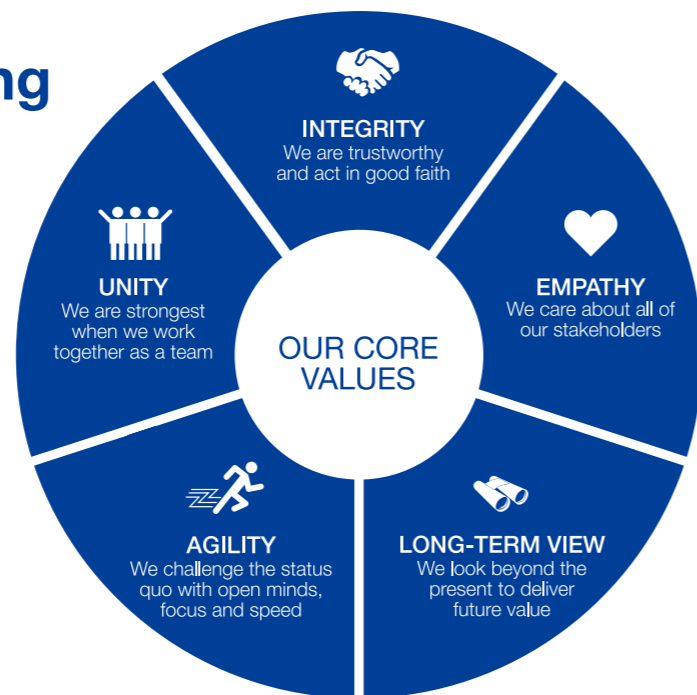 ng
INTEGRITY
We are trustworthy
and act in good faith
EMPATHY
We care about all of
our stakeholders
LONG-TERM VIEW
We look beyond the
present to deliver
future value
AGILITY
We challenge the status
quo with open minds,
focus and speed
UNITY
We are strongest
when we work
together as a team
OUR CORE
VALUES